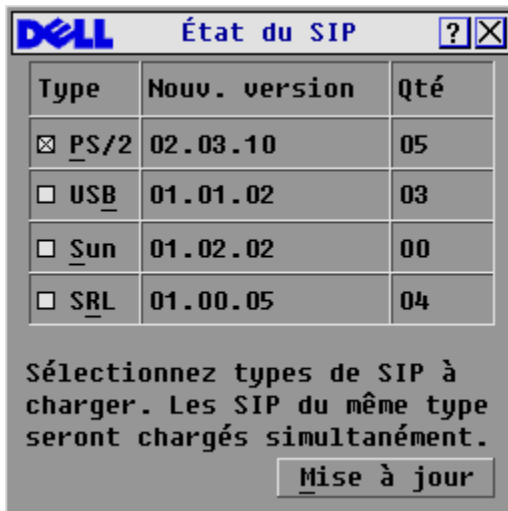 DELL État du SIP ? X
Type Nouv. version Qté
PS/2 02.03.10 05
USB 01.01.02 03
Sun 01.02.02 00
SRL 01.00.05 04
Sélectionnez types de SIP à
charger. Les SIP du même type
seront chargés simultanément.
Mise à jour